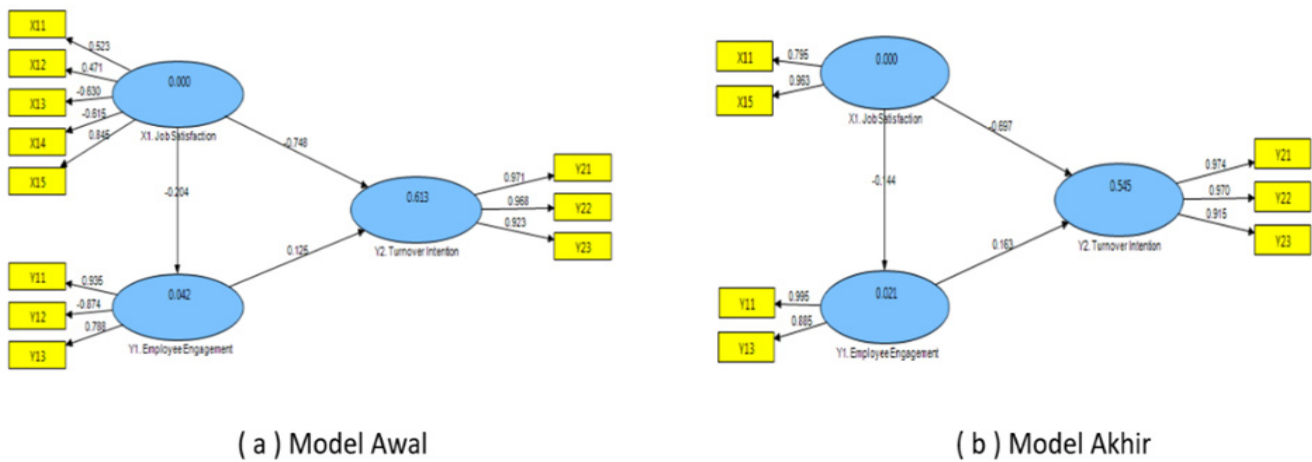 X11
0.523
X12
0.471
X13
-0.630
X14
-0.615
X15
0.845
0.000
X1. Job Satisfaction
-0.748
-0.204
0.613
Y2. Turnover Intention
0.971
Y21
0.968
Y22
0.923
Y23
0.125
Y11
0.935
Y12
-0.874
Y13
0.788
0.042
Y1. Employee Engagement
( a ) Model Awal
X11
0.795
X15
0.963
0.000
X1. Job Satisfaction
-0.697
-0.144
0.545
Y2. Turnover Intention
0.974
Y21
0.970
Y22
0.915
Y23
0.163
Y11
0.995
Y13
0.885
0.021
Y1. Employee Engagement
( b ) Model Akhir